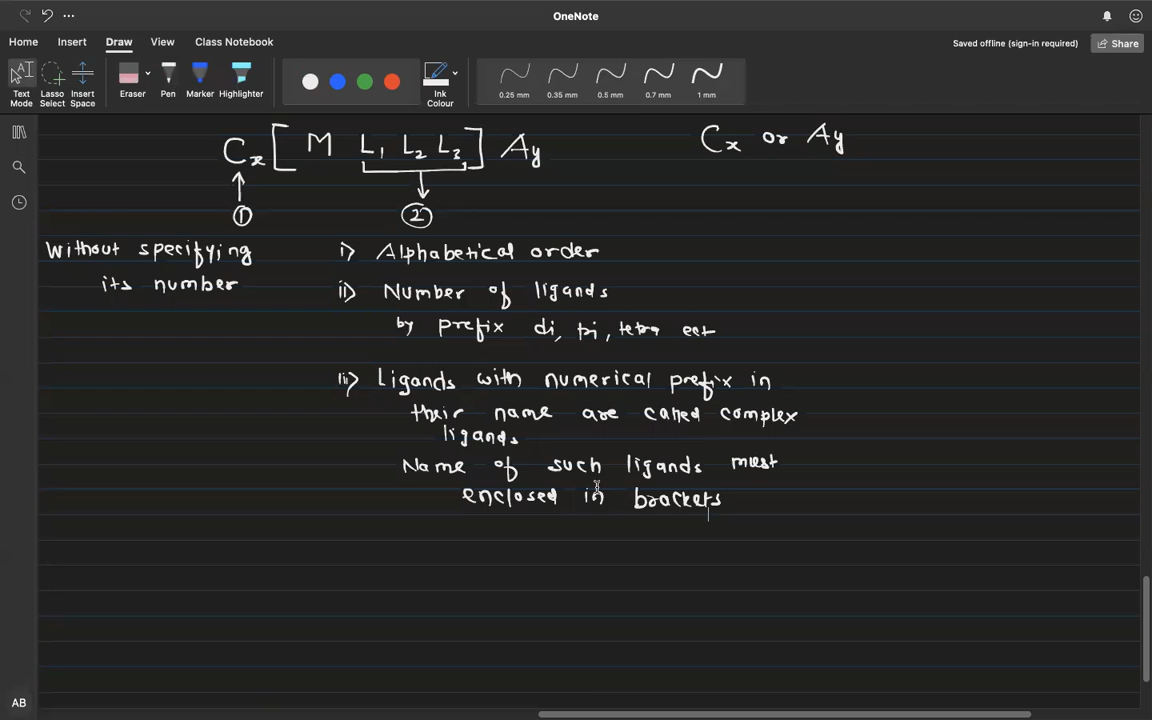 OneNote
Home Insert Draw View Class Notebook
Saved offline (sign-in required) Share
Text Mode Lasso Select Insert Space Eraser Pen Marker Highlighter Ink Colour 0.25 mm 0.35 mm 0.5 mm 0.7 mm 1 mm
Cx [ M L1 L2 L3 ] Ay Cx or Ay
① ②
Without specifying
its number
i) Alphabetical order
ii) Number of ligands
by prefix di, tri, tetra ect
iii) Ligands with numerical prefix in
their name are called complex
ligands
Name of such ligands must
enclosed in brackets
AB